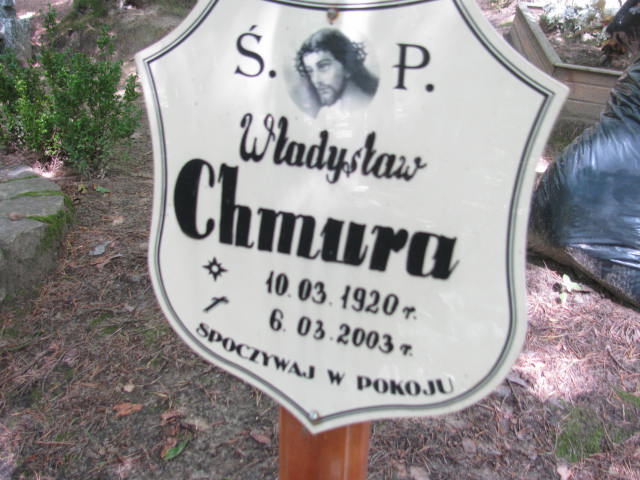 Ś. P.
Władysław
Chmura
10.03.1920 r.
6.03.2003 r.
SPOCZYWAJ W POKOJU